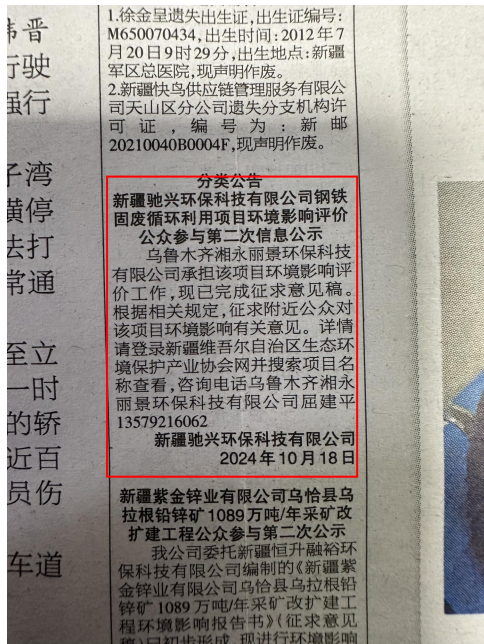 1.徐金呈遗失出生证,出生证编号:
M650070434,出生时间:2012年7
月20日9时29分,出生地点:新疆
军区总医院,现声明作废。
2.新疆快鸟供应链管理服务有限公
司天山区分公司遗失分支机构许
可证,编号为:新邮
20210040B0004F,现声明作废。
分类公告
新疆驰兴环保科技有限公司钢铁
固废循环利用项目环境影响评价
公众参与第二次信息公示
乌鲁木齐湘永丽景环保科技
有限公司承担该项目环境影响评
价工作,现已完成征求意见稿。
根据相关规定,征求附近公众对
该项目环境影响有关意见。详情
请登录新疆维吾尔自治区生态环
境保护产业协会网并搜索项目名
称查看,咨询电话乌鲁木齐湘永
丽景环保科技有限公司屈建平
13579216062
新疆驰兴环保科技有限公司
2024年10月18日
新疆紫金锌业有限公司乌恰县乌
拉根铅锌矿1089万吨/年采矿改
扩建工程公众参与第二次公示
我公司委托新疆恒升融裕环
保科技有限公司编制的《新疆紫
金锌业有限公司乌恰县乌拉根铅
锌矿1089万吨/年采矿改扩建工
程环境影响报告书》(征求意见
稿)已初步形成,现进行环境影响
韦晋
行驶
强行
子湾
横停
去打
常通
至立
一时
的轿
近百
员伤
车道